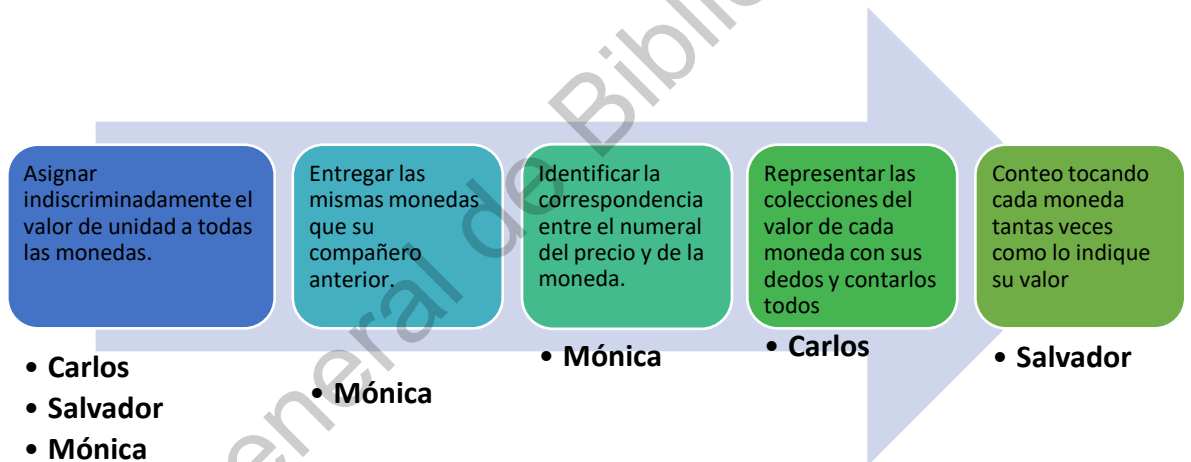 Asignar
indiscriminadamente el
valor de unidad a todas
las monedas.
• Carlos
• Salvador
• Mónica
Entregar las
mismas monedas
que su
compañero
anterior.
• Mónica
Identificar la
correspondencia
entre el numeral
del precio y de la
moneda.
• Mónica
Representar las
colecciones del
valor de cada
moneda con sus
dedos y contarlos
todos
• Carlos
Conteo tocando
cada moneda
tantas veces
como lo indique
su valor
• Salvador
eneral de Biblio